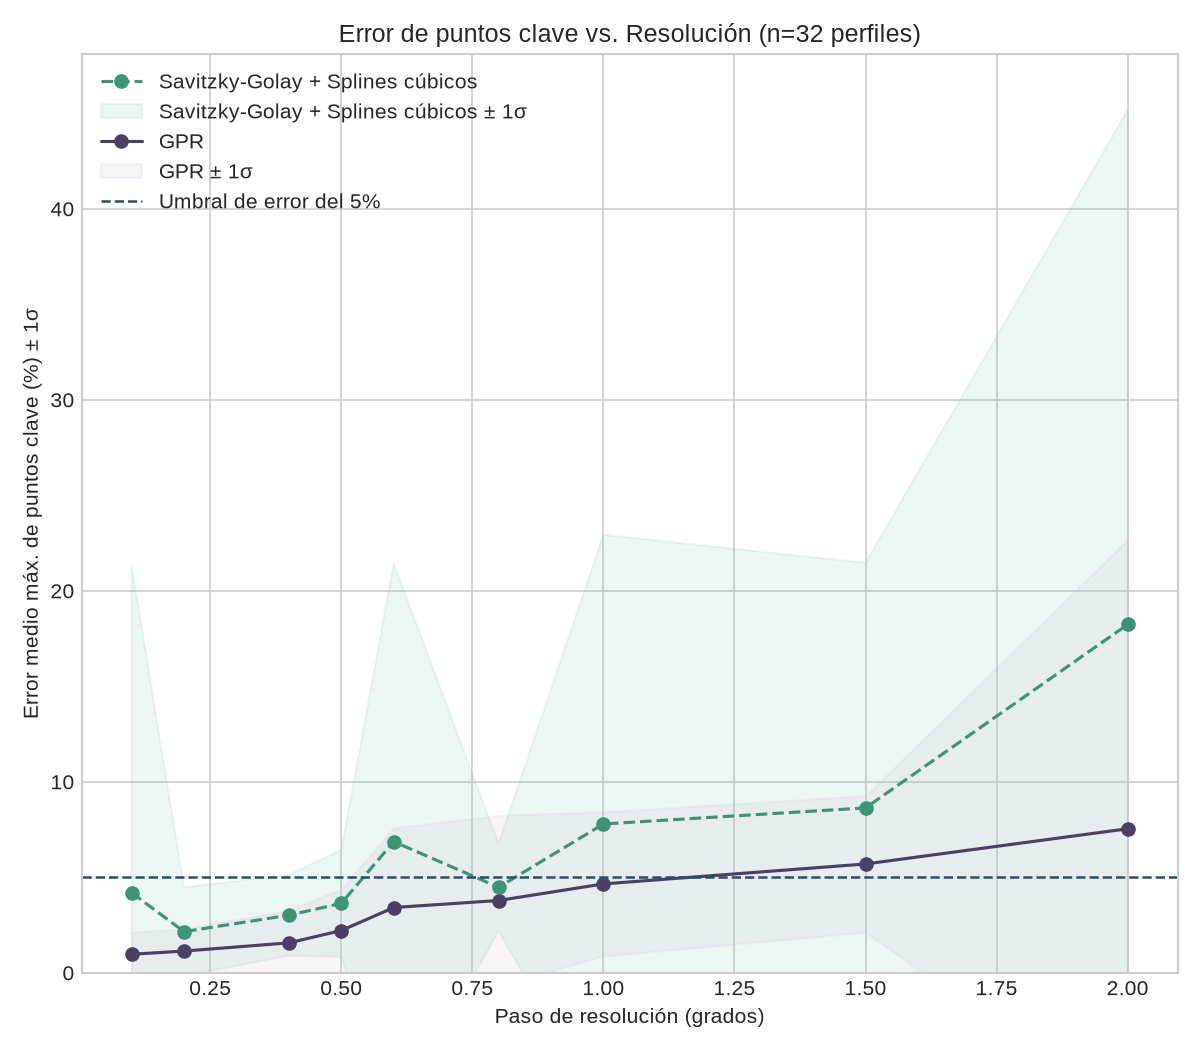 Error de puntos clave vs. Resolución (n=32 perfiles)
Savitzky-Golay + Splines cúbicos
Savitzky-Golay + Splines cúbicos ± 1σ
GPR
GPR ± 1σ
Umbral de error del 5%
Error medio máx. de puntos clave (%) ± 1σ
40
30
20
10
0
0.25 0.50 0.75 1.00 1.25 1.50 1.75 2.00
Paso de resolución (grados)